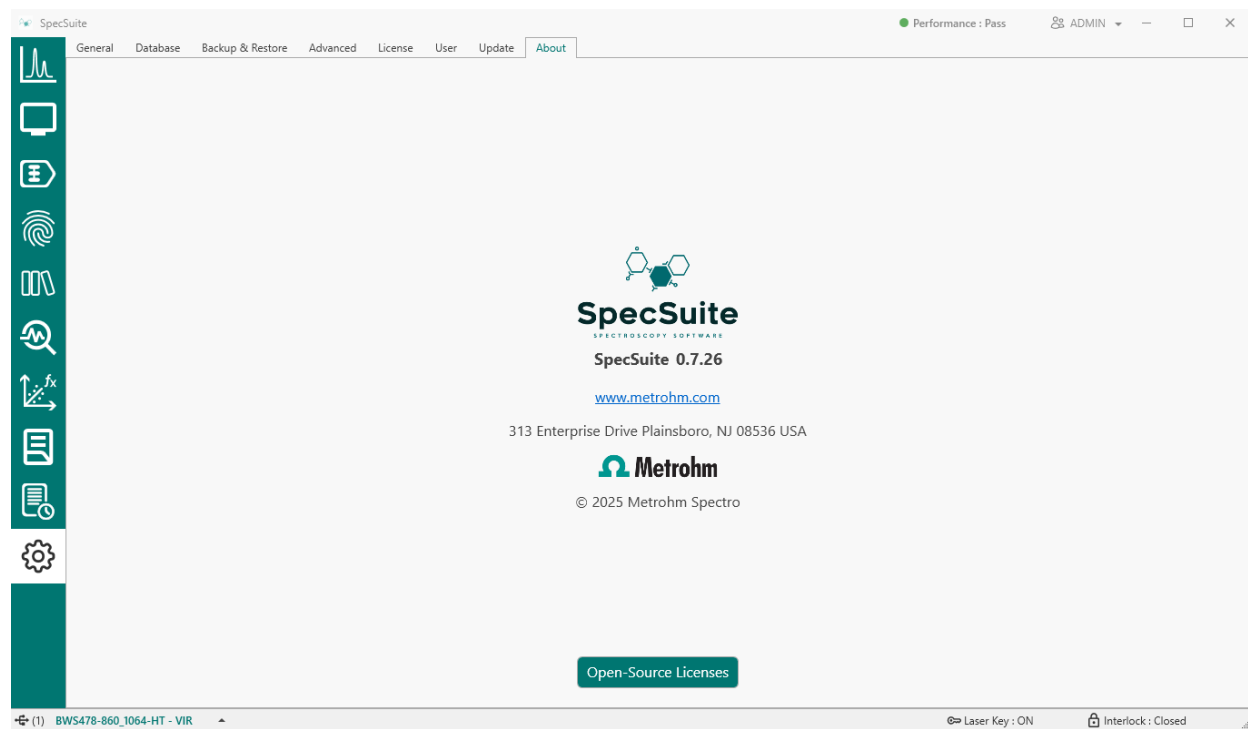 SpecSuite
Performance : Pass
ADMIN
General Database Backup & Restore Advanced License User Update About
fx
SpecSuite
SPECTROSCOPY SOFTWARE
SpecSuite 0.7.26
www.metrohm.com
313 Enterprise Drive Plainsboro, NJ 08536 USA
Metrohm
© 2025 Metrohm Spectro
Open-Source Licenses
(1) BWS478-860_1064-HT - VIR
Laser Key : ON
Interlock : Closed